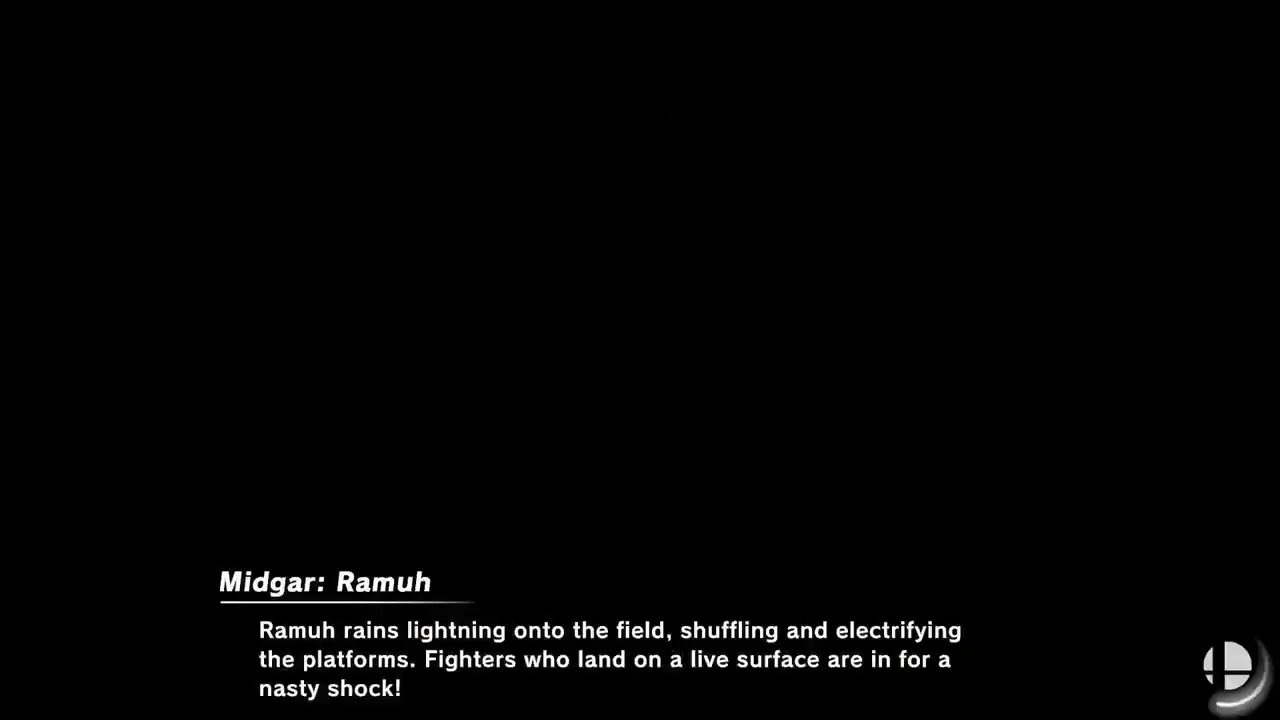 Midgar: Ramuh
Ramuh rains lightning onto the field, shuffling and electrifying
the platforms. Fighters who land on a live surface are in for a
nasty shock!